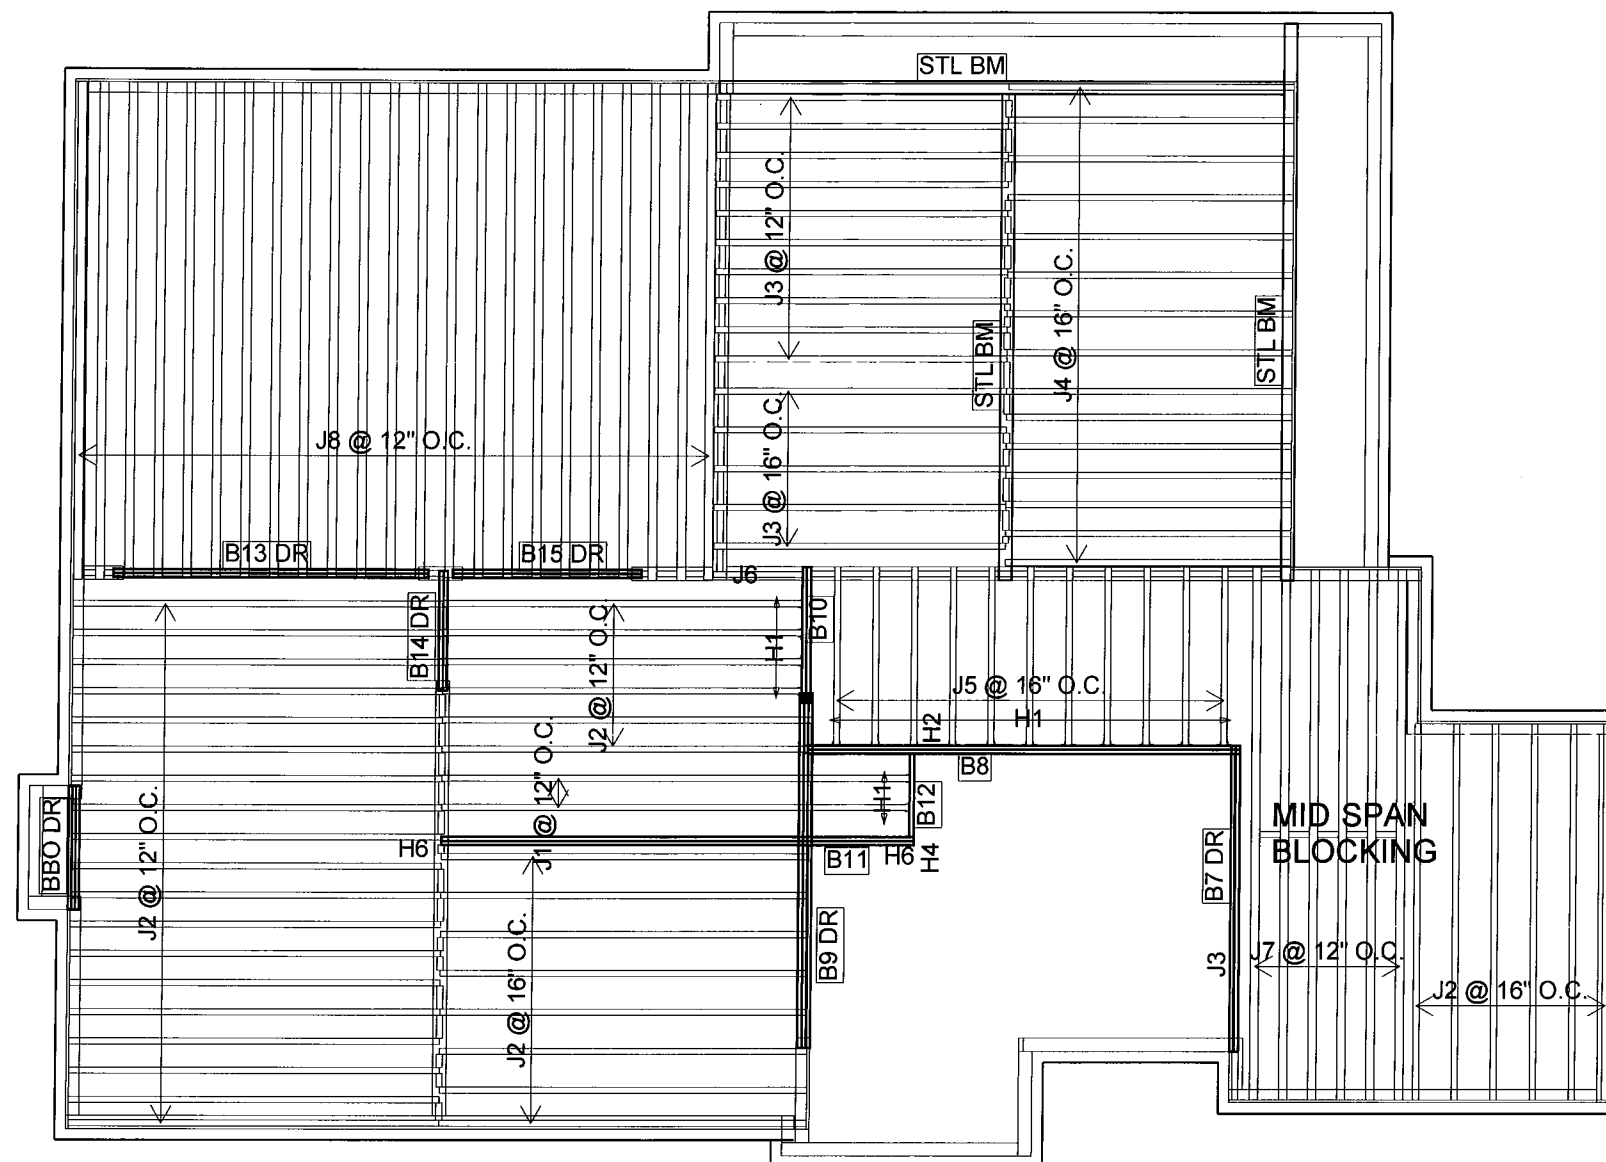 STL BM
J3 @ 12" O.C.
J4 @ 16" O.C.
STL BM
STL BM
J3 @ 16" O.C.
J8 @ 12" O.C.
B13 DR
B15 DR
J6
B14 DR
J2 @ 12" O.C.
H1
B10
J5 @ 16" O.C.
H2
H1
B8
J1 @ 12" O.C.
H1
B12
BBO DR
J2 @ 12" O.C.
H6
B11
H6
H4
MID SPAN
BLOCKING
B7 DR
J2 @ 16" O.C.
B9 DR
J3
J7 @ 12" O.C.
J2 @ 16" O.C.